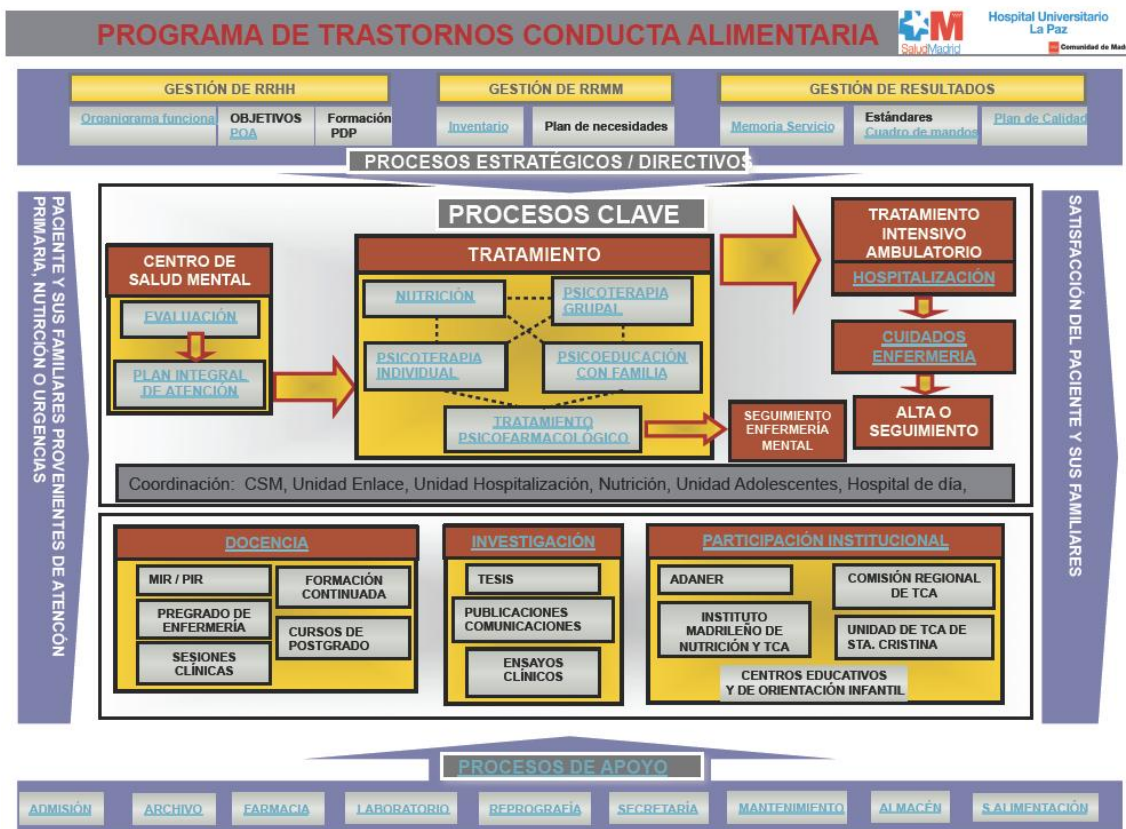 PROGRAMA DE TRASTORNOS CONDUCTA ALIMENTARIA
SaludMadrid
Hospital Universitario
La Paz
Comunidad de Mad
GESTIÓN DE RRHH
Organigrama funcional
OBJETIVOS
POA
Formación
PDP
GESTIÓN DE RRMM
Inventario
Plan de necesidades
GESTIÓN DE RESULTADOS
Memoria Servicio
Estándares
Cuadro de mandos
Plan de Calidad
PROCESOS ESTRATÉGICOS / DIRECTIVOS
PACIENTE Y SUS FAMILIARES PROVENIENTES DE ATENCÓN
PRIMARIA, NUTIRCIÓN O URGENCIAS
PROCESOS CLAVE
CENTRO DE
SALUD MENTAL
EVALUACIÓN
PLAN INTEGRAL
DE ATENCIÓN
TRATAMIENTO
NUTRICIÓN
PSICOTERAPIA
GRUPAL
PSICOTERAPIA
INDIVIDUAL
PSICOEDUCACIÓN
CON FAMILIA
TRATAMIENTO
PSICOFARMACOLÓGICO
SEGUIMIENTO
ENFERMERÍA
MENTAL
TRATAMIENTO
INTENSIVO
AMBULATORIO
HOSPITALIZACIÓN
CUIDADOS
ENFERMERIA
ALTA O
SEGUIMIENTO
Coordinación: CSM, Unidad Enlace, Unidad Hospitalización, Nutrición, Unidad Adolescentes, Hospital de día,
SATISFACCIÓN DEL PACIENTE Y SUS FAMILIARES
DOCENCIA
MIR / PIR
PREGRADO DE
ENFERMERÍA
SESIONES
CLÍNICAS
FORMACIÓN
CONTINUADA
CURSOS DE
POSTGRADO
INVESTIGACIÓN
TESIS
PUBLICACIONES
COMUNICACIONES
ENSAYOS
CLÍNICOS
PARTICIPACIÓN INSTITUCIONAL
ADANER
INSTITUTO
MADRILEÑO DE
NUTRICIÓN Y TCA
COMISIÓN REGIONAL
DE TCA
UNIDAD DE TCA DE
STA. CRISTINA
CENTROS EDUCATIVOS
Y DE ORIENTACIÓN INFANTIL
PROCESOS DE APOYO
ADMISIÓN
ARCHIVO
FARMACIA
LABORATORIO
REPROGRAFÍA
SECRETARÍA
MANTENIMIENTO
ALMACÉN
S.ALIMENTACIÓN